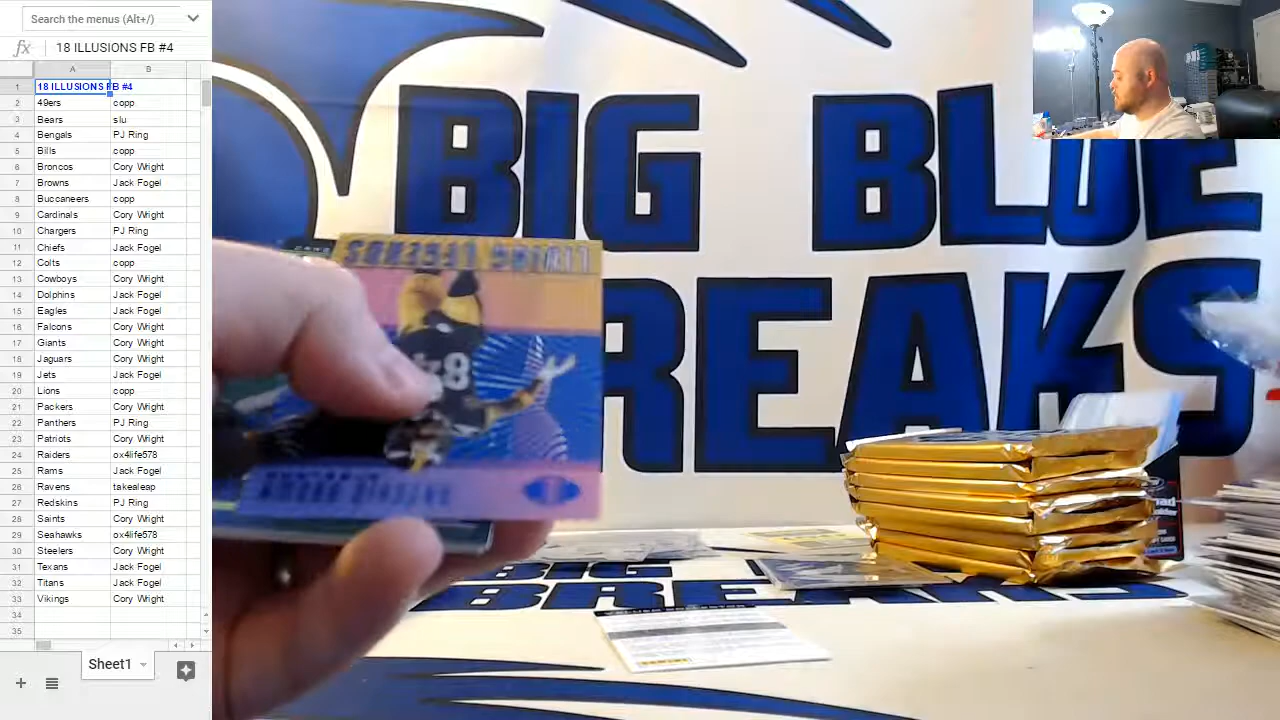 Search the menus (Alt+/)
fx 18 ILLUSIONS FB #4
A B
1 18 ILLUSIONS FB #4
2 49ers copp
3 Bears slu
4 Bengals PJ Ring
5 Bills copp
6 Broncos Cory Wright
7 Browns Jack Fogel
8 Buccaneers copp
9 Cardinals Cory Wright
10 Chargers PJ Ring
11 Chiefs Jack Fogel
12 Colts copp
13 Cowboys Cory Wright
14 Dolphins Jack Fogel
15 Eagles Jack Fogel
16 Falcons Cory Wright
17 Giants Cory Wright
18 Jaguars Cory Wright
19 Jets Jack Fogel
20 Lions copp
21 Packers Cory Wright
22 Panthers PJ Ring
23 Patriots Cory Wright
24 Raiders ox4life578
25 Rams Jack Fogel
26 Ravens takealeap
27 Redskins PJ Ring
28 Saints Cory Wright
29 Seahawks ox4life578
30 Steelers Cory Wright
31 Texans Jack Fogel
32 Titans Jack Fogel
33 Vikings Cory Wright
Sheet1
BIG BLUE
BREAKS
LIVING LEGENDS
84
BIG
BREAKS
PANINI